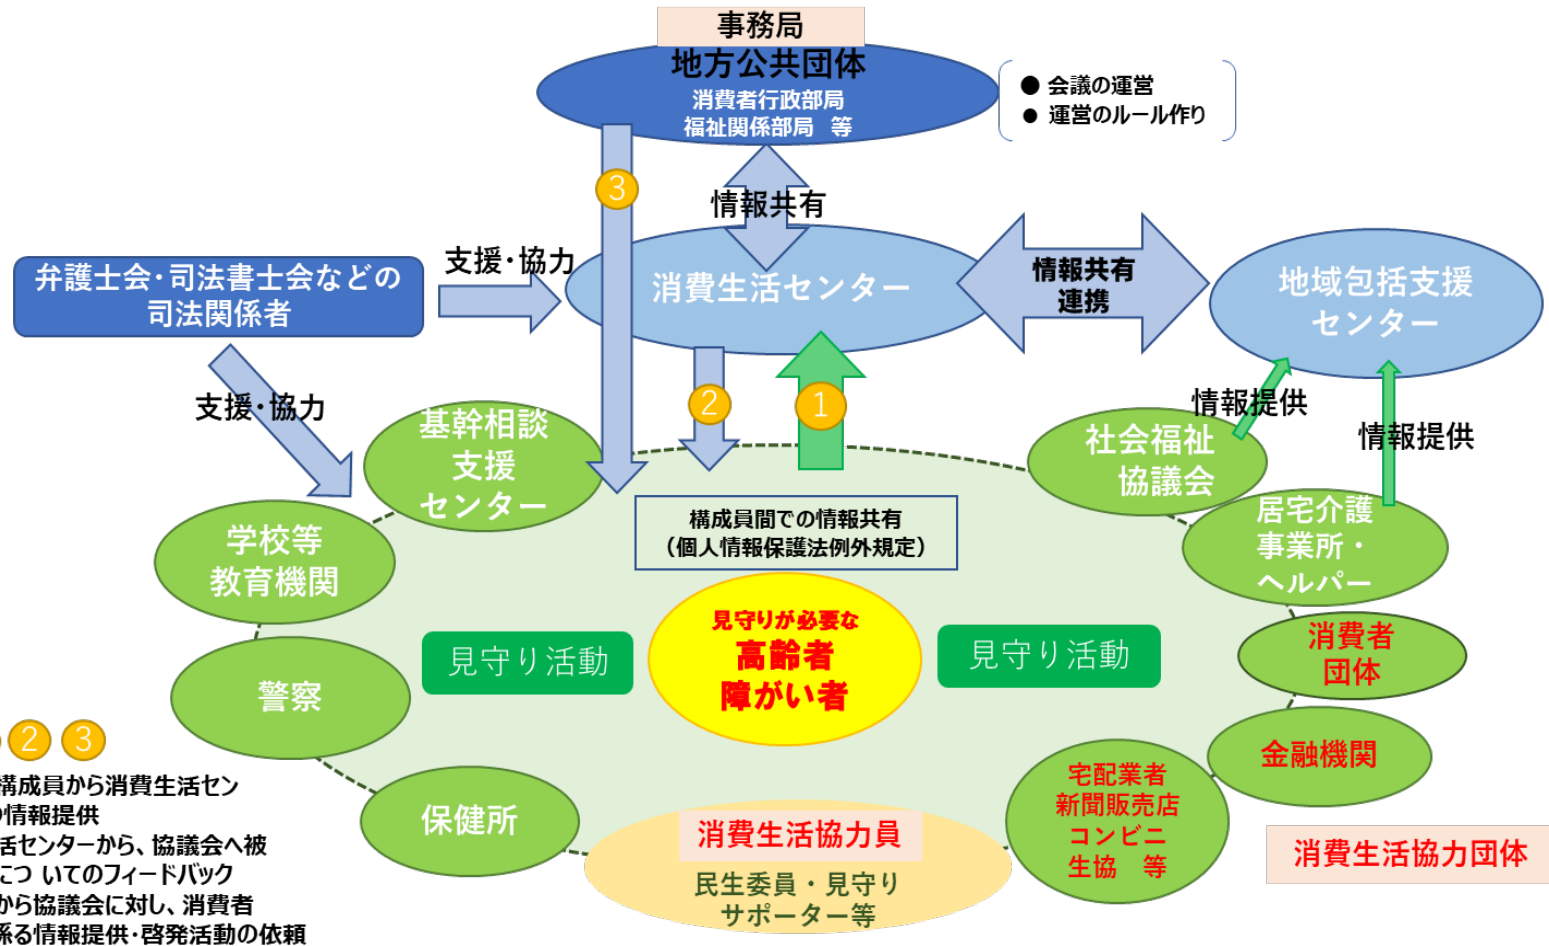 事務局
地方公共団体
消費者行政部局
福祉関係部局 等
● 会議の運営
● 運営のルール作り
③
情報共有
支援・協力
弁護士会・司法書士会などの
司法関係者
消費生活センター
情報共有
連携
地域包括支援
センター
支援・協力
②
①
情報提供
情報提供
基幹相談
支援
センター
社会福祉
協議会
居宅介護
事業所・
ヘルパー
構成員間での情報共有
（個人情報保護法例外規定）
学校等
教育機関
見守りが必要な
高齢者
障がい者
見守り活動
見守り活動
消費者
団体
警察
金融機関
② ③
構成員から消費生活セン
情報提供
活センターから、協議会へ被
につ いてのフィードバック
から協議会に対し、消費者
係る情報提供・啓発活動の依頼
保健所
宅配業者
新聞販売店
コンビニ
生協 等
消費生活協力員
民生委員・見守り
サポーター等
消費生活協力団体